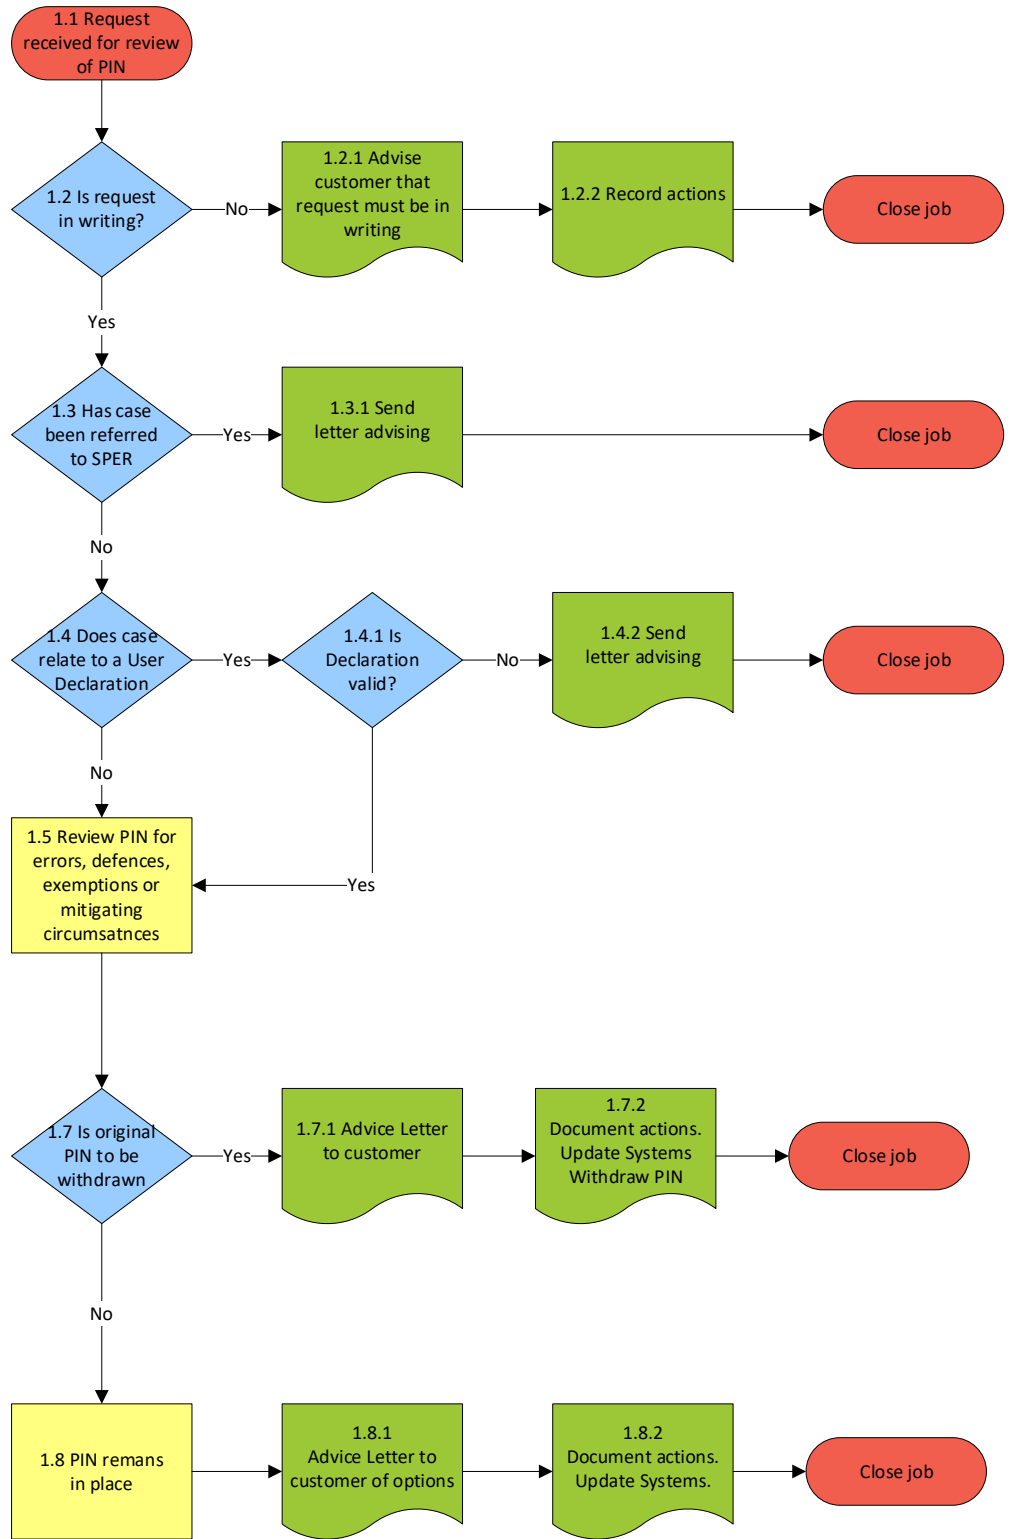 1.1 Request
received for review
of PIN
1.2 Is request
in writing?
No
1.2.1 Advise
customer that
request must be in
writing
1.2.2 Record actions
Close job
Yes
1.3 Has case
been referred
to SPER
Yes
1.3.1 Send
letter advising
Close job
No
1.4 Does case
relate to a User
Declaration
Yes
1.4.1 Is
Declaration
valid?
No
1.4.2 Send
letter advising
Close job
No
Yes
1.5 Review PIN for
errors, defences,
exemptions or
mitigating
circumsatnces
1.7 Is original
PIN to be
withdrawn
Yes
1.7.1 Advice Letter
to customer
1.7.2
Document actions.
Update Systems
Withdraw PIN
Close job
No
1.8 PIN remans
in place
1.8.1
Advice Letter to
customer of options
1.8.2
Document actions.
Update Systems.
Close job